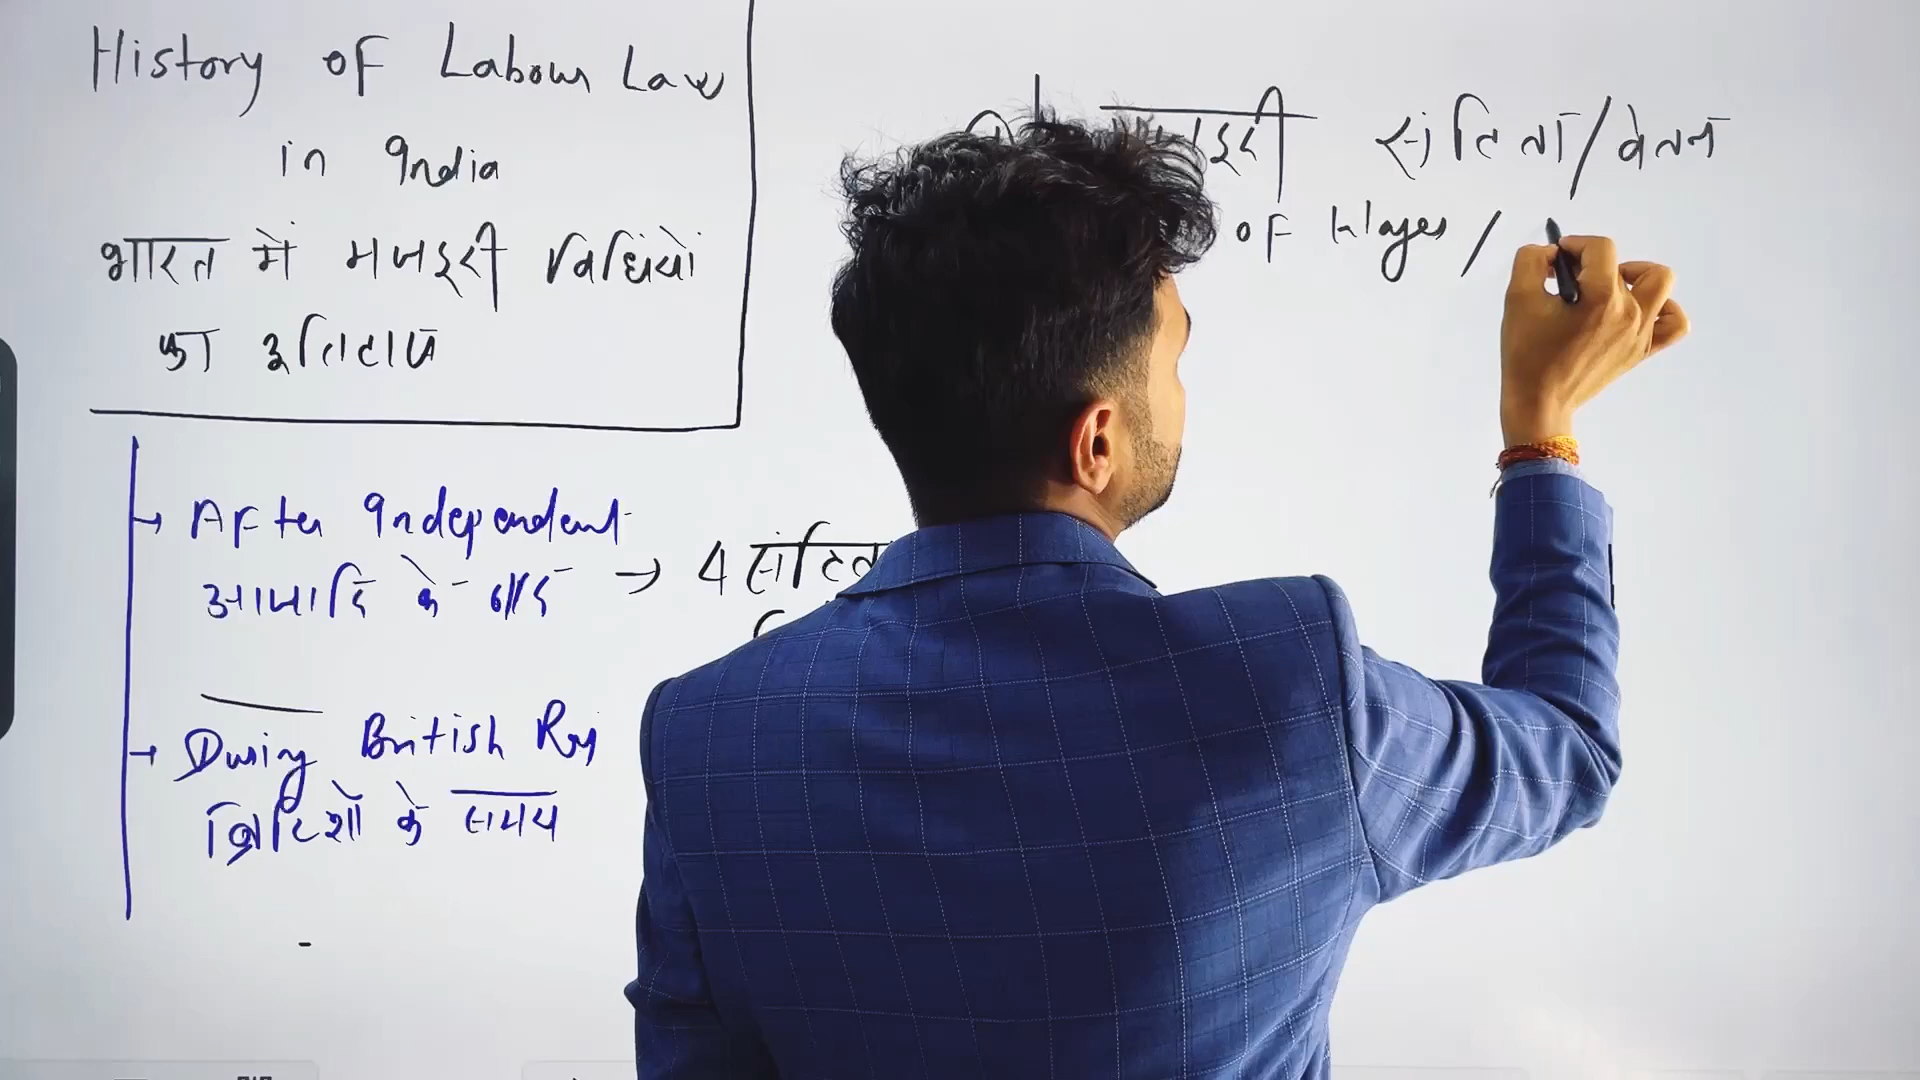 History of Labour Law
in India
भारत में मजदूरी विधियों
का इतिहास
→ After Independent
आजादि के बाद → 4
→ During British Raj
ब्रिटिशों के समय
संहिता/वेतन
of Wages/